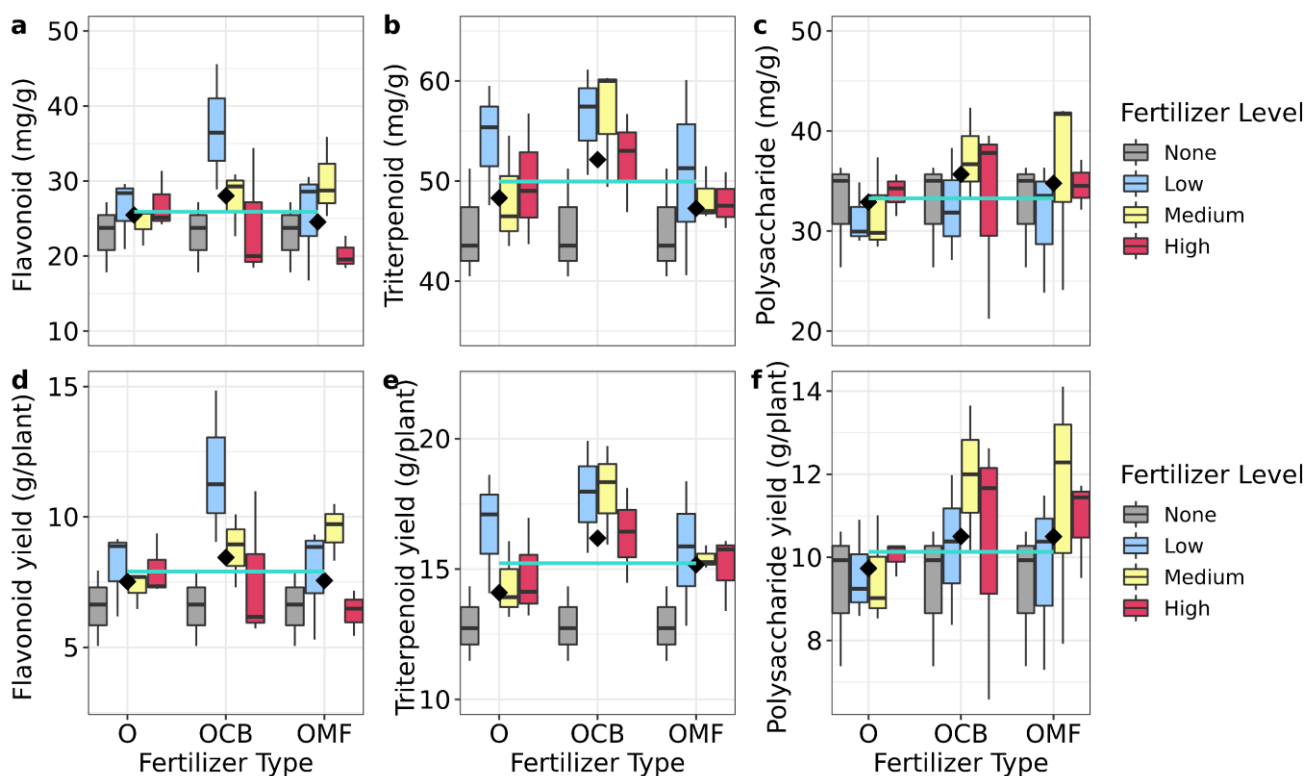 a
b
c
Flavonoid (mg/g)
50
40
30
20
10
Triterpenoid (mg/g)
60
50
40
Polysaccharide (mg/g)
50
40
30
20
Fertilizer Level
None
Low
Medium
High
d
e
f
Flavonoid yield (g/plant)
15
10
5
Triterpenoid yield (g/plant)
20
15
10
Polysaccharide yield (g/plant)
14
12
10
8
Fertilizer Level
None
Low
Medium
High
O OCB OMF
Fertilizer Type
O OCB OMF
Fertilizer Type
O OCB OMF
Fertilizer Type